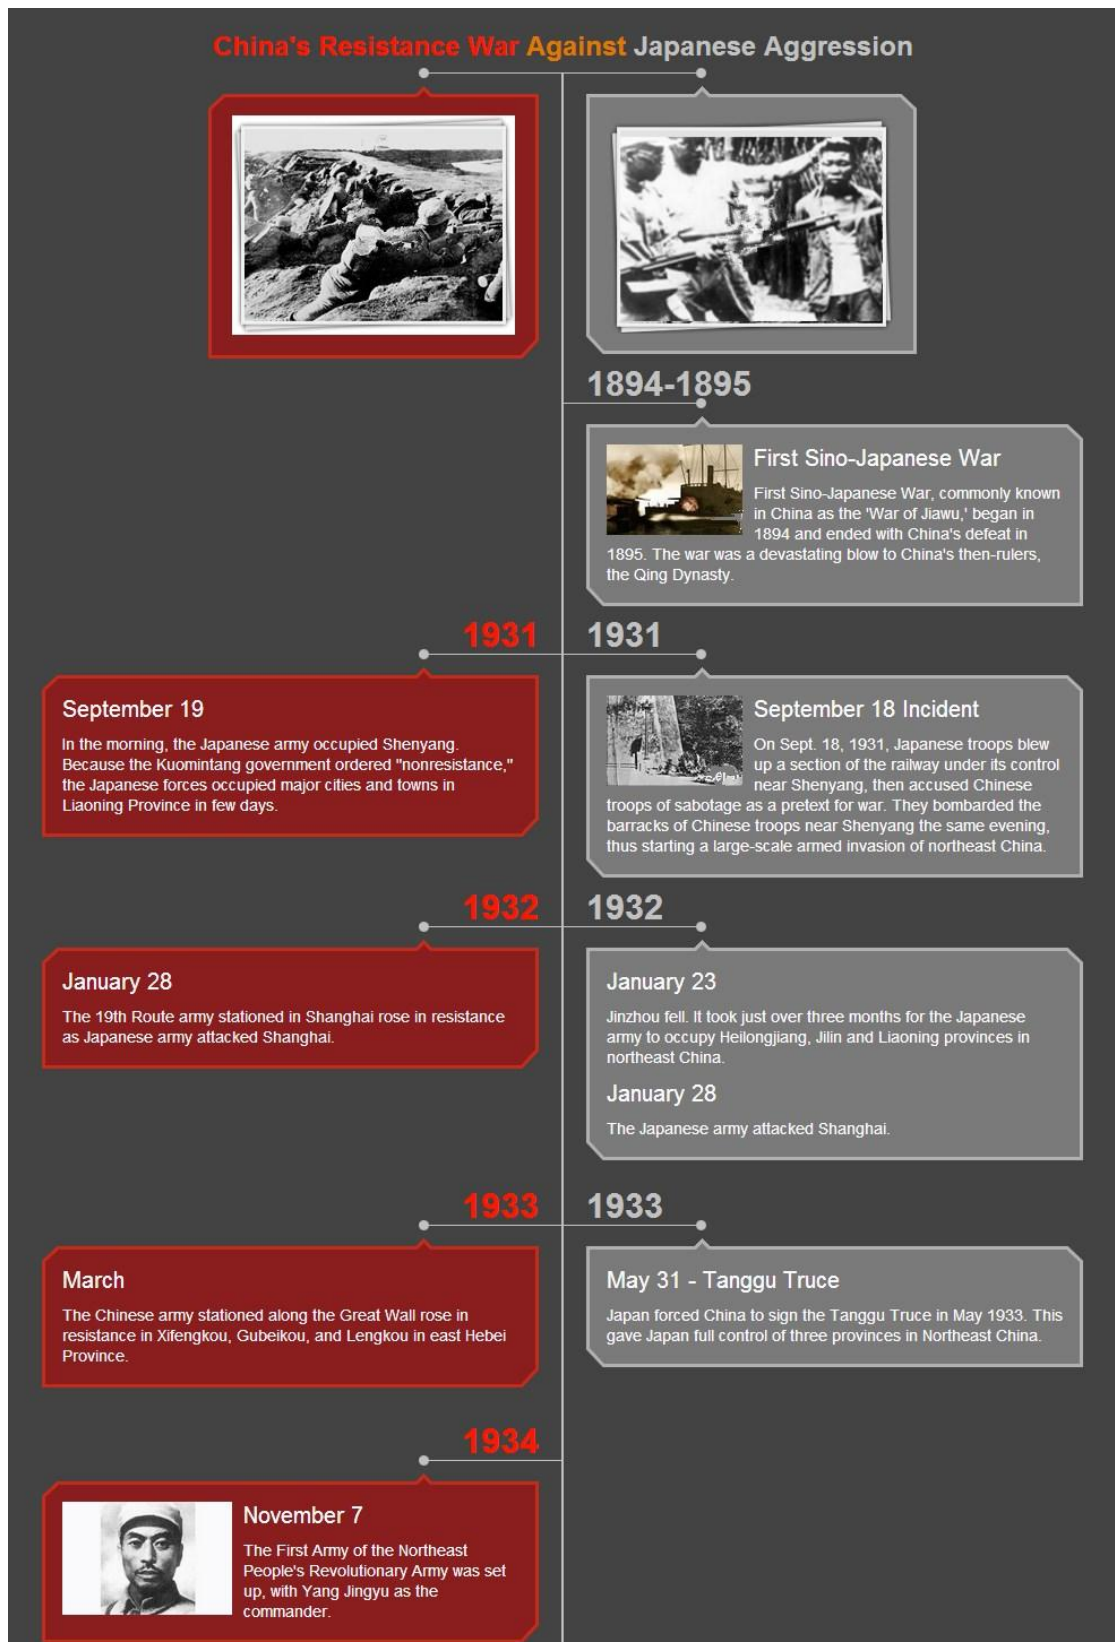 China's Resistance War Against Japanese Aggression
1894-1895
First Sino-Japanese War
First Sino-Japanese War, commonly known
in China as the 'War of Jiawu,' began in
1894 and ended with China's defeat in
1895. The war was a devastating blow to China's then-rulers,
the Qing Dynasty.
1931
September 19
In the morning, the Japanese army occupied Shenyang.
Because the Kuomintang government ordered "nonresistance,"
the Japanese forces occupied major cities and towns in
Liaoning Province in few days.
1931
September 18 Incident
On Sept. 18, 1931, Japanese troops blew
up a section of the railway under its control
near Shenyang, then accused Chinese
troops of sabotage as a pretext for war. They bombarded the
barracks of Chinese troops near Shenyang the same evening,
thus starting a large-scale armed invasion of northeast China.
1932
January 28
The 19th Route army stationed in Shanghai rose in resistance
as Japanese army attacked Shanghai.
1932
January 23
Jinzhou fell. It took just over three months for the Japanese
army to occupy Heilongjiang, Jilin and Liaoning provinces in
northeast China.
January 28
The Japanese army attacked Shanghai.
1933
March
The Chinese army stationed along the Great Wall rose in
resistance in Xifengkou, Gubeikou, and Lengkou in east Hebei
Province.
1933
May 31 - Tanggu Truce
Japan forced China to sign the Tanggu Truce in May 1933. This
gave Japan full control of three provinces in Northeast China.
1934
November 7
The First Army of the Northeast
People's Revolutionary Army was set
up, with Yang Jingyu as the
commander.